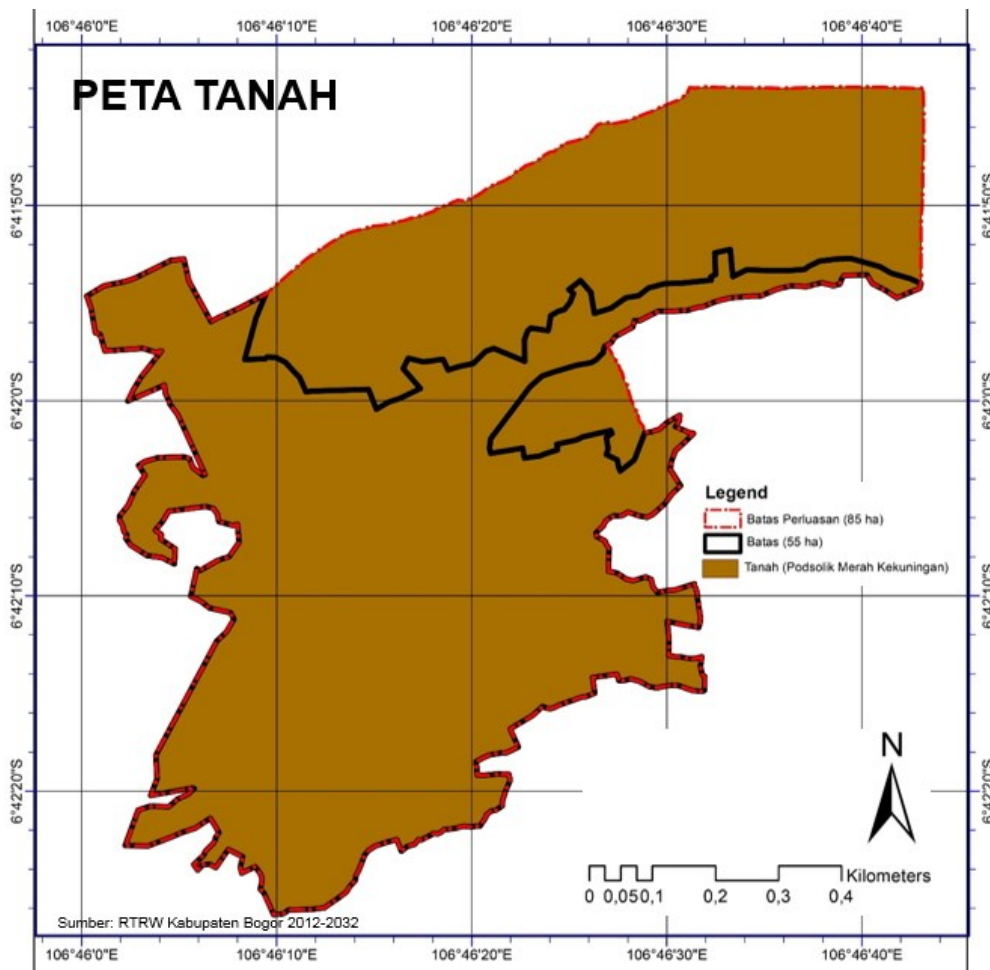 106°46'0"E 106°46'10"E 106°46'20"E 106°46'30"E 106°46'40"E
PETA TANAH
6°41'50"S 6°41'50"S
6°42'0"S 6°42'0"S
Legend
Batas Perluasan (85 ha)
Batas (55 ha)
Tanah (Podsolik Merah Kekuningan)
6°42'10"S 6°42'10"S
N
6°42'20"S 6°42'20"S
Kilometers
0 0,05 0,1 0,2 0,3 0,4
Sumber: RTRW Kabupaten Bogor 2012-2032
106°46'0"E 106°46'10"E 106°46'20"E 106°46'30"E 106°46'40"E